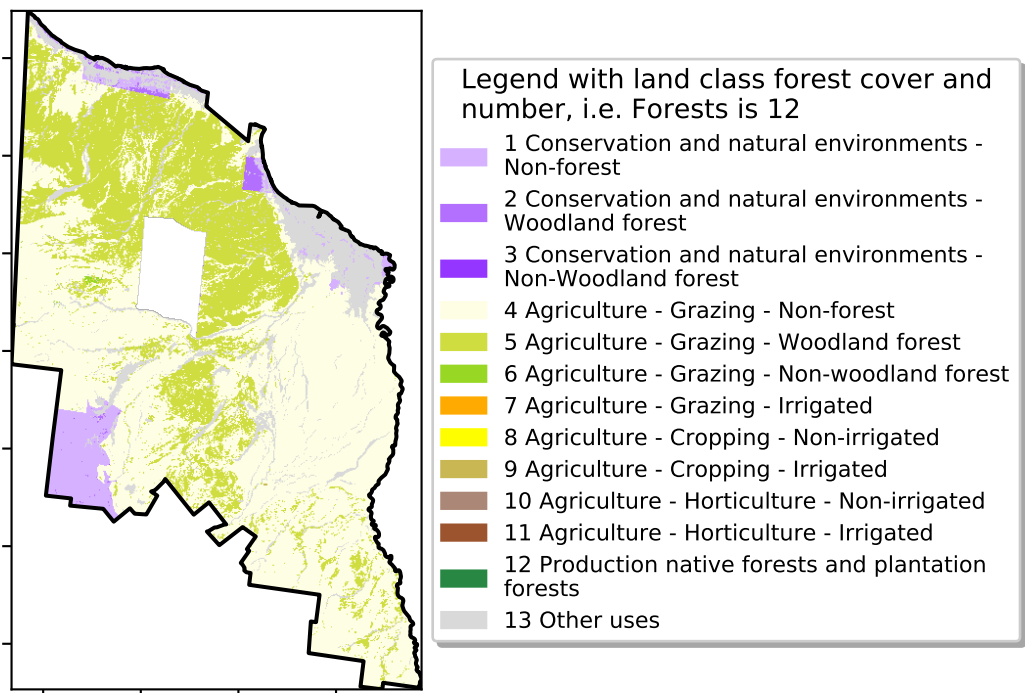 Legend with land class forest cover and
number, i.e. Forests is 12
1 Conservation and natural environments -
Non-forest
2 Conservation and natural environments -
Woodland forest
3 Conservation and natural environments -
Non-Woodland forest
4 Agriculture - Grazing - Non-forest
5 Agriculture - Grazing - Woodland forest
6 Agriculture - Grazing - Non-woodland forest
7 Agriculture - Grazing - Irrigated
8 Agriculture - Cropping - Non-irrigated
9 Agriculture - Cropping - Irrigated
10 Agriculture - Horticulture - Non-irrigated
11 Agriculture - Horticulture - Irrigated
12 Production native forests and plantation
forests
13 Other uses